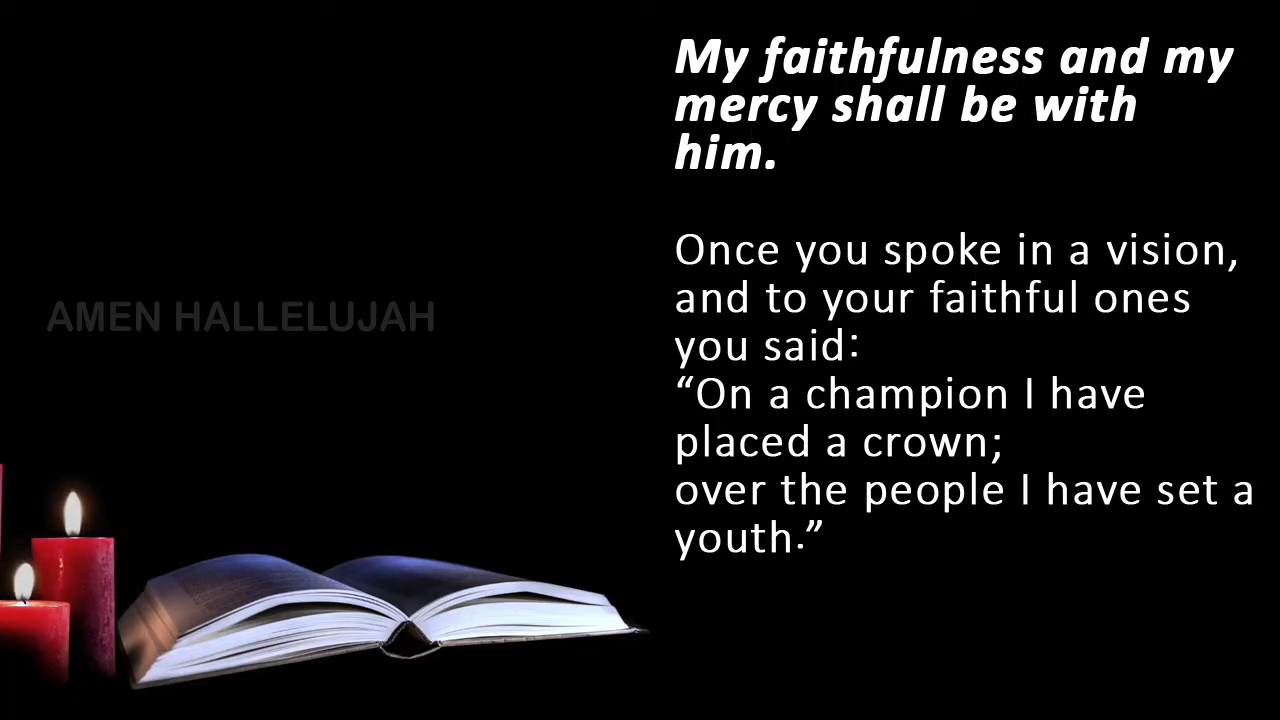 My faithfulness and my
mercy shall be with
him.
Once you spoke in a vision,
and to your faithful ones
you said:
“On a champion I have
placed a crown;
over the people I have set a
youth.”
AMEN HALLELUJAH